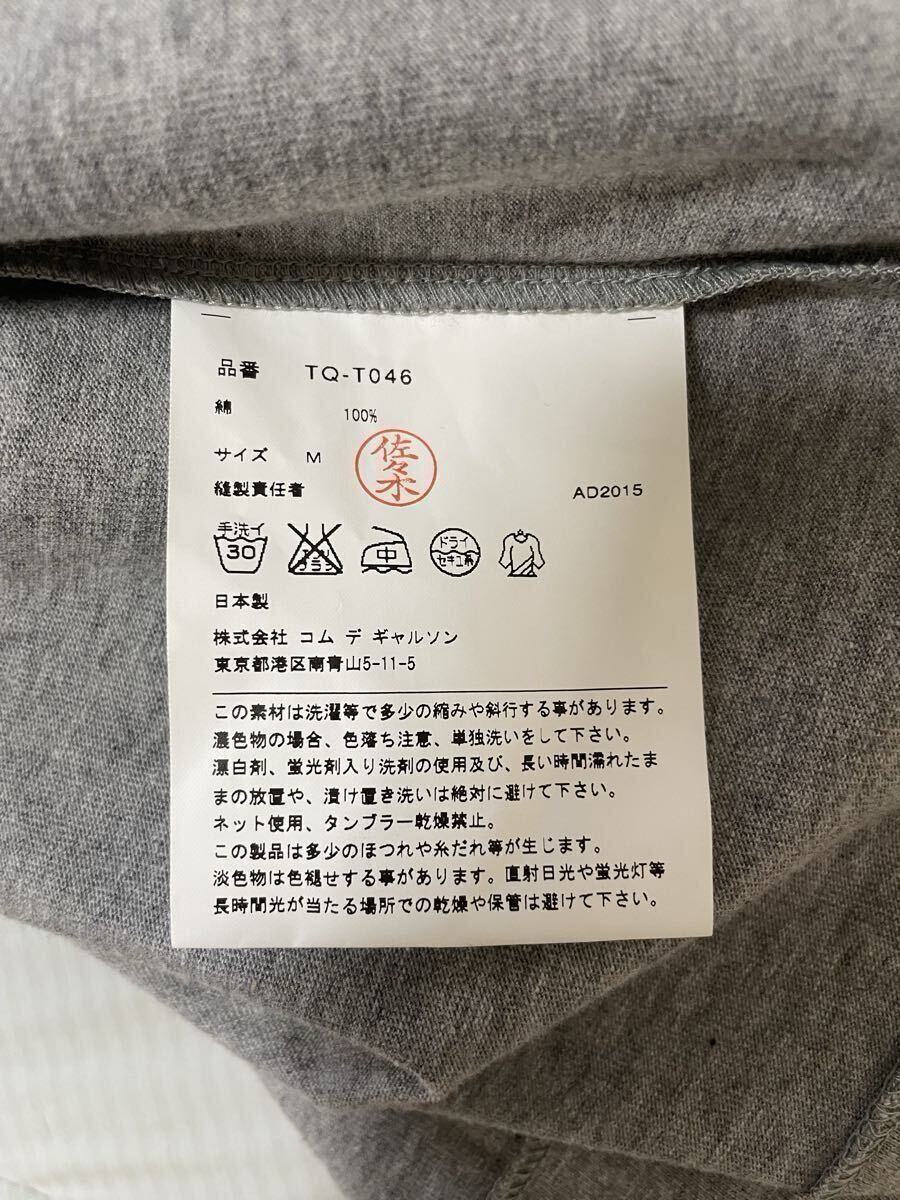 品番 TQ-T046
綿 100%
サイズ M
佐々木
縫製責任者 AD2015
手洗イ
30
エンソ
サラシ
中
ドライ
セキユ系
日本製
株式会社 コム デ ギャルソン
東京都港区南青山5-11-5
この素材は洗濯等で多少の縮みや斜行する事があります。
濃色物の場合、色落ち注意、単独洗いをして下さい。
漂白剤、蛍光剤入り洗剤の使用及び、長い時間濡れたま
まの放置や、漬け置き洗いは絶対に避けて下さい。
ネット使用、タンブラー乾燥禁止。
この製品は多少のほつれや糸だれ等が生じます。
淡色物は色褪せする事があります。直射日光や蛍光灯等
長時間光が当たる場所での乾燥や保管は避けて下さい。